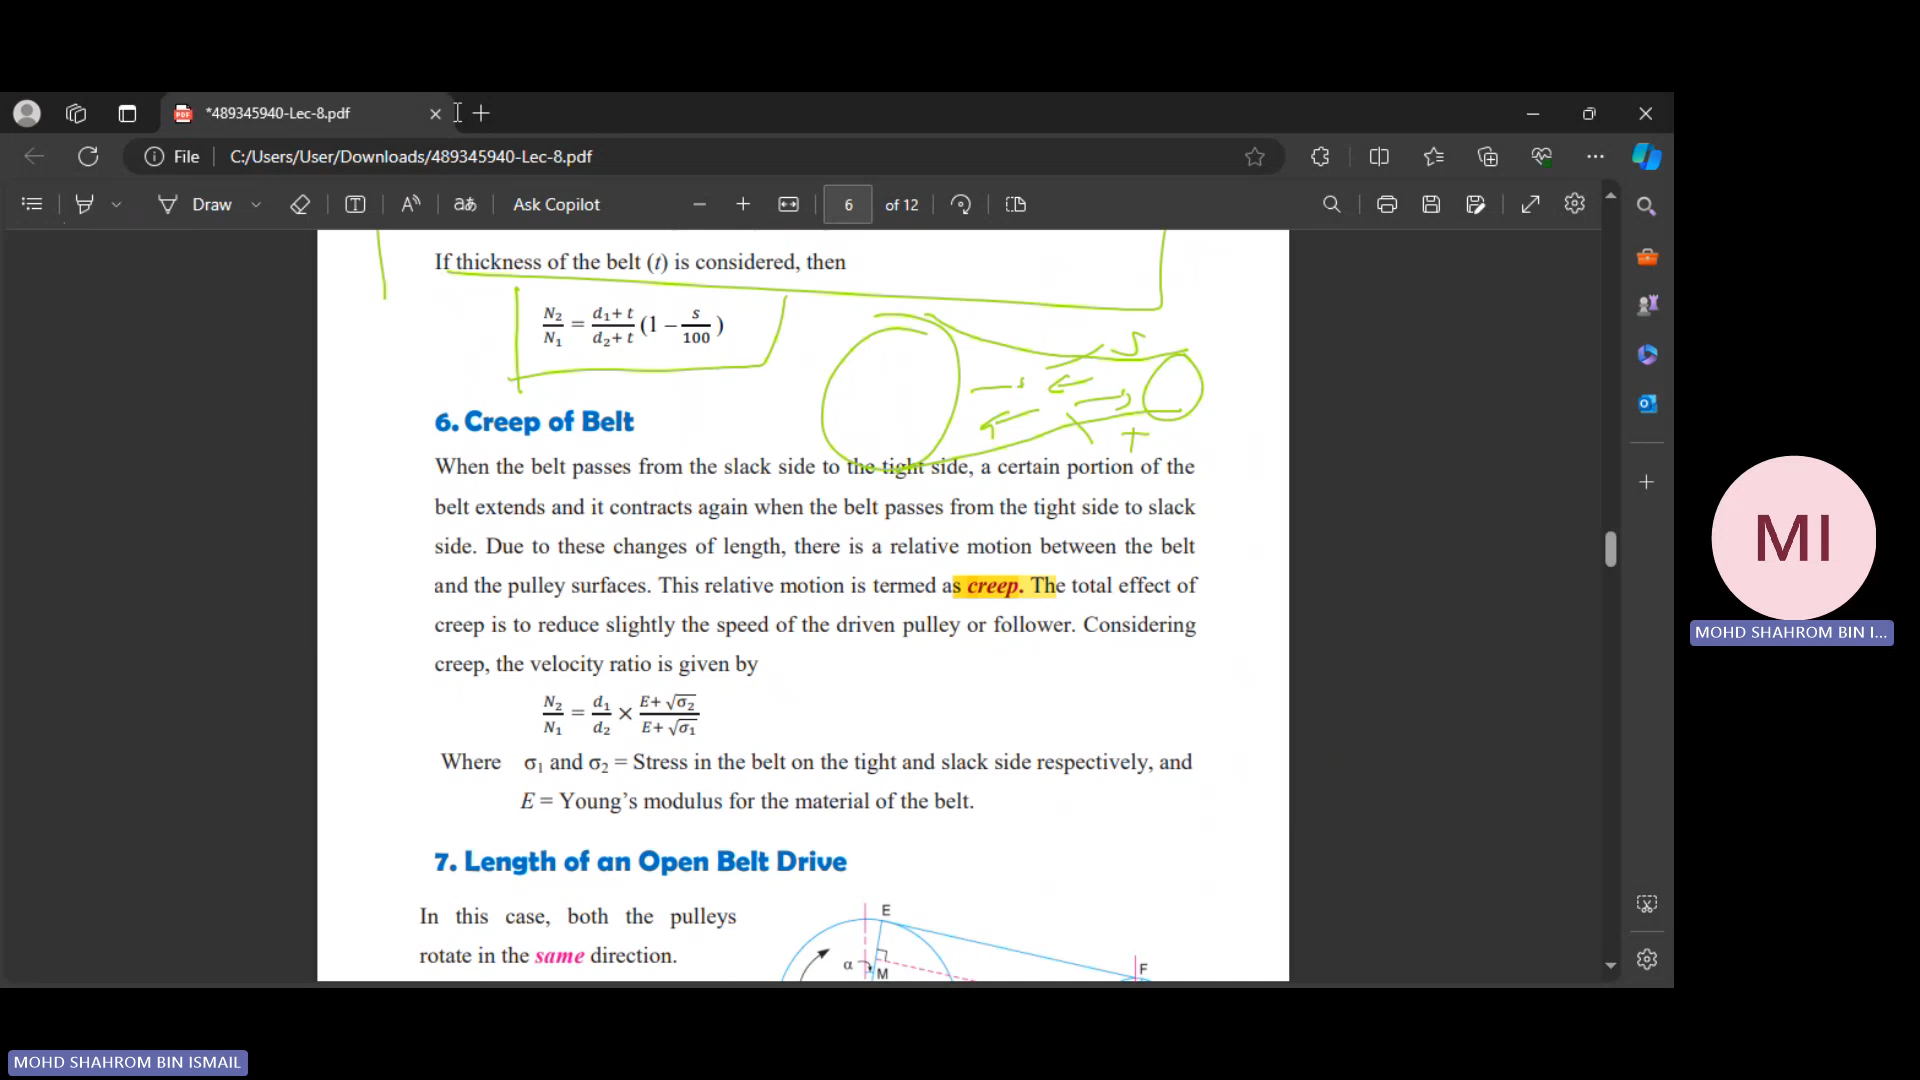 *489345940-Lec-8.pdf
File
C:/Users/User/Downloads/489345940-Lec-8.pdf
Draw
aあ
Ask Copilot
6 of 12
If thickness of the belt (t) is considered, then
N₂/N₁ = (d₁+ t)/(d₂+ t) (1 – s/100 )
S
T
6. Creep of Belt
When the belt passes from the slack side to the tight side, a certain portion of the
belt extends and it contracts again when the belt passes from the tight side to slack
side. Due to these changes of length, there is a relative motion between the belt
and the pulley surfaces. This relative motion is termed as creep. The total effect of
creep is to reduce slightly the speed of the driven pulley or follower. Considering
creep, the velocity ratio is given by
N₂/N₁ = d₁/d₂ × (E+ √σ₂)/(E+ √σ₁)
Where σ₁ and σ₂ = Stress in the belt on the tight and slack side respectively, and
E = Young’s modulus for the material of the belt.
7. Length of an Open Belt Drive
In this case, both the pulleys
rotate in the same direction.
E
α
M
F
MI
MOHD SHAHROM BIN I...
MOHD SHAHROM BIN ISMAIL